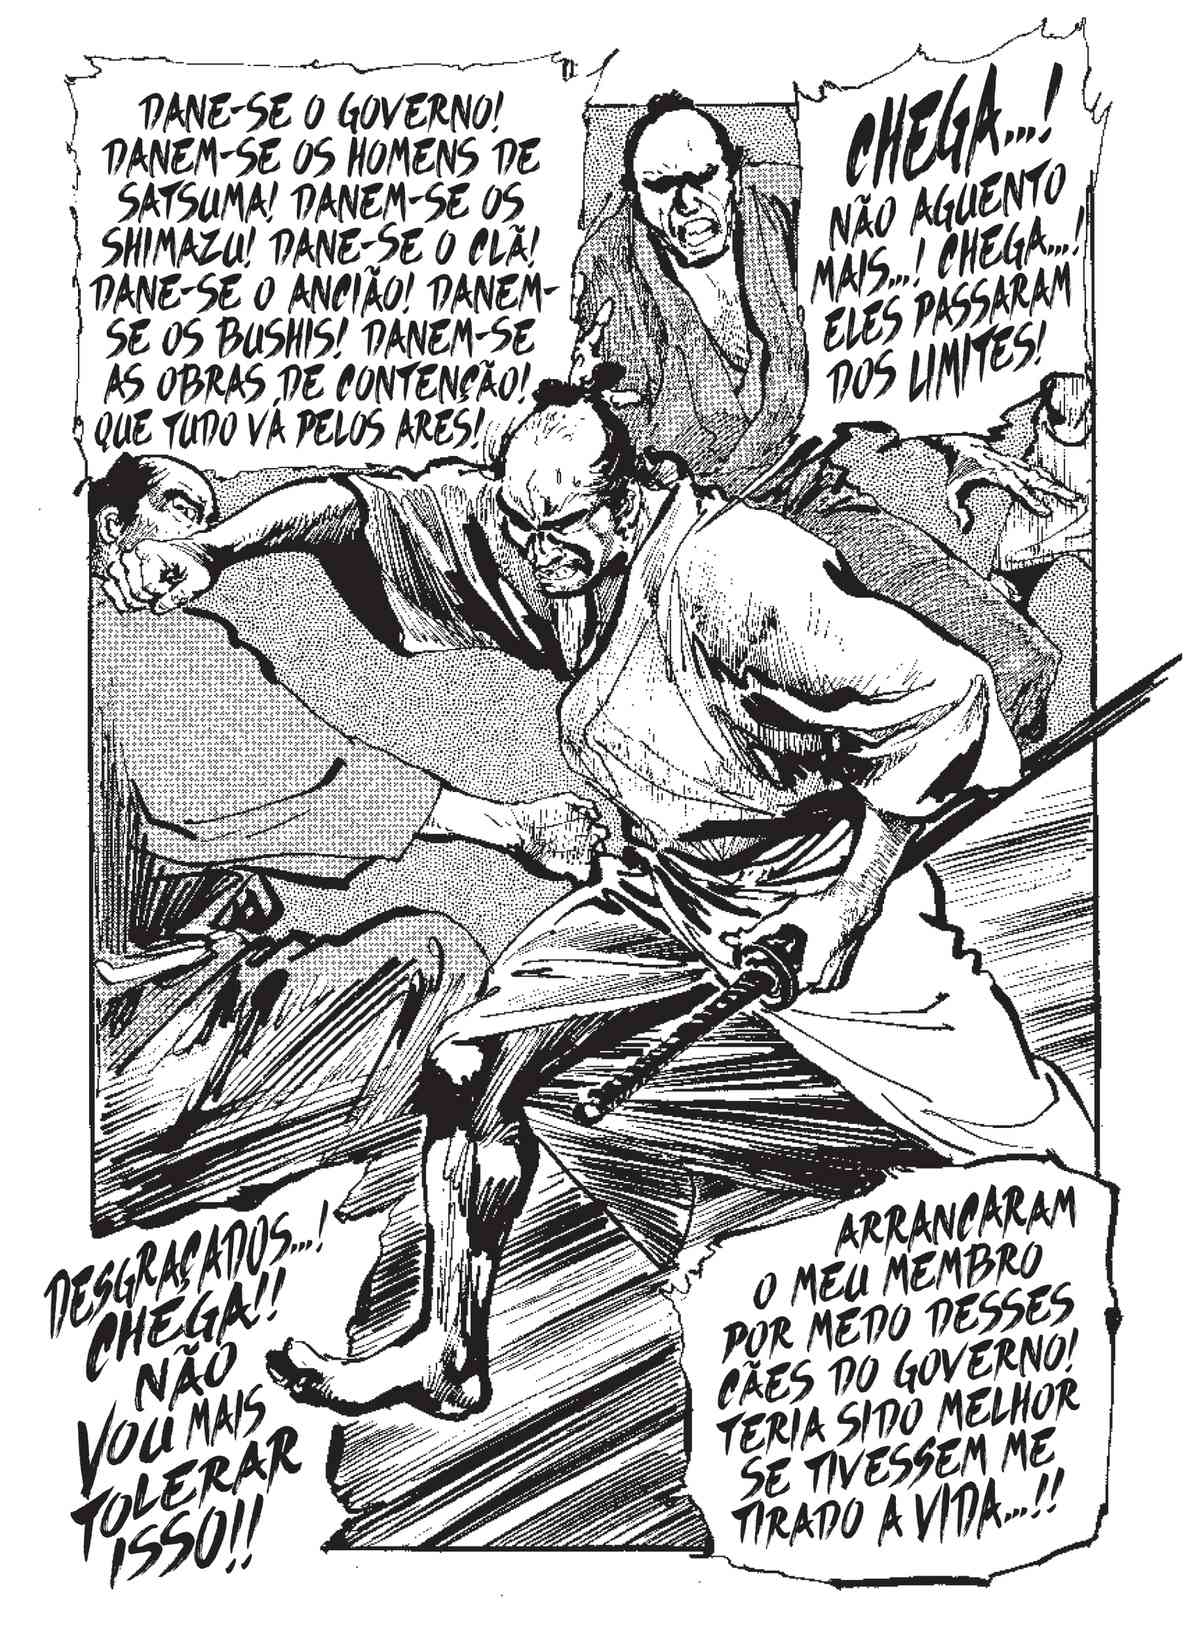 DANE-SE O GOVERNO!
DANEM-SE OS HOMENS DE
SATSUMA! DANEM-SE OS
SHIMAZU! DANE-SE O CLÃ!
DANE-SE O ANCIÃO! DANEM-
SE OS BUSHIS! DANEM-SE
AS OBRAS DE CONTENÇÃO!
QUE TUDO VÁ PELOS ARES!
CHEGA...!
NÃO AGUENTO
MAIS...! CHEGA...!
ELES PASSARAM
DOS LIMITES!
DESGRAÇADOS...!
CHEGA!!
NÃO
VOU MAIS
TOLERAR
ISSO!!
ARRANCARAM
O MEU MEMBRO
POR MEDO DESSES
CÃES DO GOVERNO!
TERIA SIDO MELHOR
SE TIVESSEM ME
TIRADO A VIDA...!!